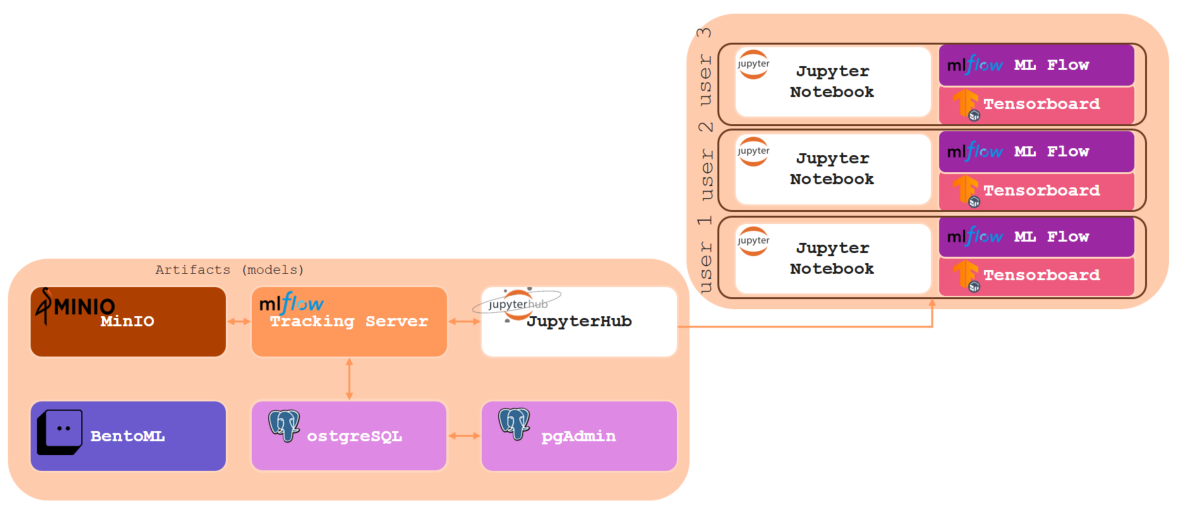 user 3
jupyter
Jupyter
Notebook
mlflow ML Flow
Tensorboard
user 2
jupyter
Jupyter
Notebook
mlflow ML Flow
Tensorboard
user 1
jupyter
Jupyter
Notebook
mlflow ML Flow
Tensorboard
Artifacts (models)
MINIO
MinIO
mlflow
Tracking Server
jupyterhub
JupyterHub
BentoML
ostgreSQL
pgAdmin